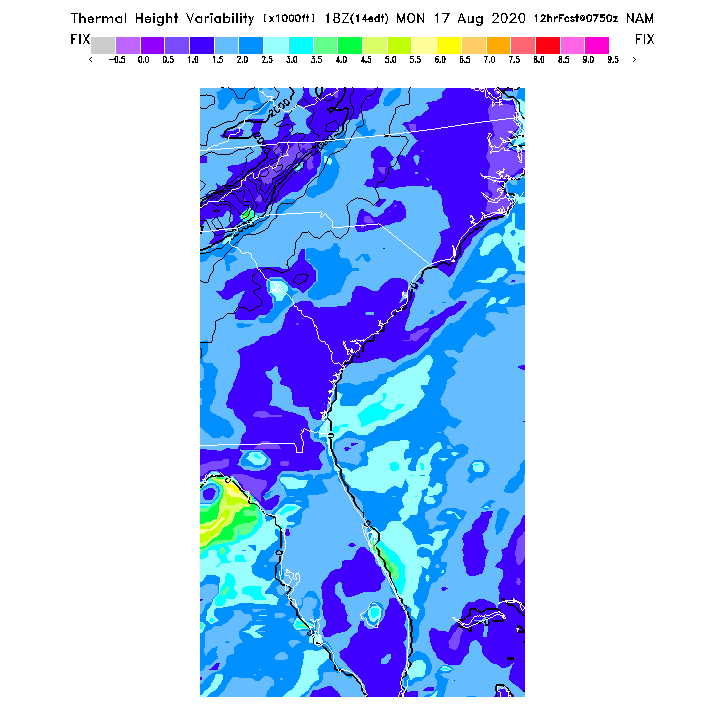 Thermal Height Variability [x1000ft] 18Z(14edt) MON 17 Aug 2020 12hrFcst@0750z NAM
FIX FIX
< -0.5 0.0 0.5 1.0 1.5 2.0 2.5 3.0 3.5 4.0 4.5 5.0 5.5 6.0 6.5 7.0 7.5 8.0 8.5 9.0 9.5 >
2000